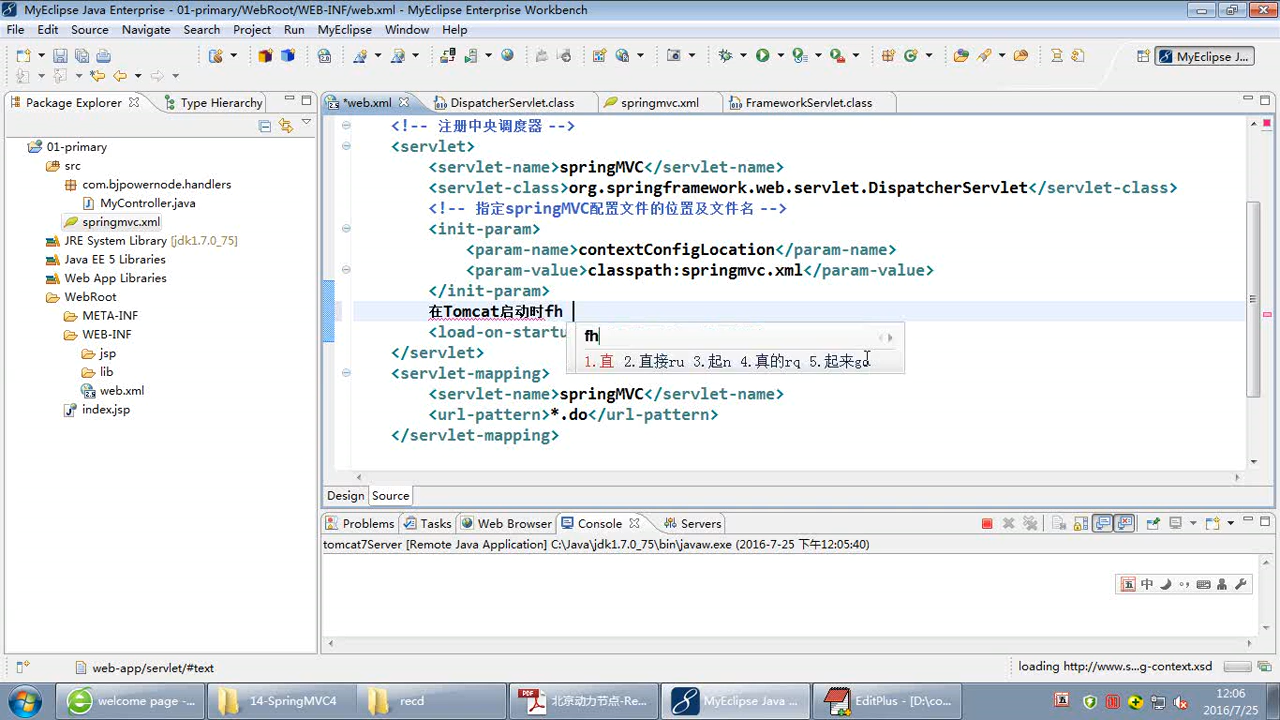 MyEclipse Java Enterprise - 01-primary/WebRoot/WEB-INF/web.xml - MyEclipse Enterprise Workbench
File Edit Source Navigate Search Project Run MyEclipse Window Help
MyEclipse J...
Package Explorer Type Hierarchy
*web.xml DispatcherServlet.class springmvc.xml FrameworkServlet.class
01-primary
src
com.bjpowernode.handlers
MyController.java
springmvc.xml
JRE System Library [jdk1.7.0_75]
Java EE 5 Libraries
Web App Libraries
WebRoot
META-INF
WEB-INF
jsp
lib
web.xml
index.jsp
<!-- 注册中央调度器 -->
<servlet>
<servlet-name>springMVC</servlet-name>
<servlet-class>org.springframework.web.servlet.DispatcherServlet</servlet-class>
<!-- 指定springMVC配置文件的位置及文件名 -->
<init-param>
<param-name>contextConfigLocation</param-name>
<param-value>classpath:springmvc.xml</param-value>
</init-param>
在Tomcat启动时fh
<load-on-startu
fh
1.直 2.直接ru 3.起n 4.真的rq 5.起来go
</servlet>
<servlet-mapping>
<servlet-name>springMVC</servlet-name>
<url-pattern>*.do</url-pattern>
</servlet-mapping>
Design Source
Problems Tasks Web Browser Console Servers
tomcat7Server [Remote Java Application] C:\Java\jdk1.7.0_75\bin\javaw.exe (2016-7-25 下午12:05:40)
五 中
web-app/servlet/#text
loading http://www.s...g-context.xsd
welcome page -... 14-SpringMVC4 recd 北京动力节点-Re... MyEclipse Java ... EditPlus - [D:\co...
12:06
2016/7/25